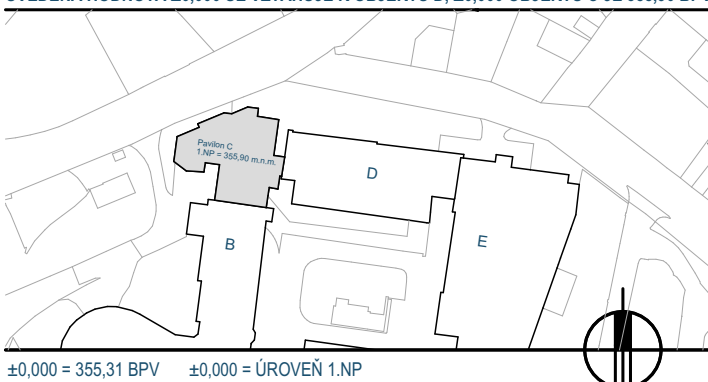 Pavilon C
1.NP = 355,90 m.n.m.
D
B
E
±0,000 = 355,31 BPV ±0,000 = ÚROVEŇ 1.NP